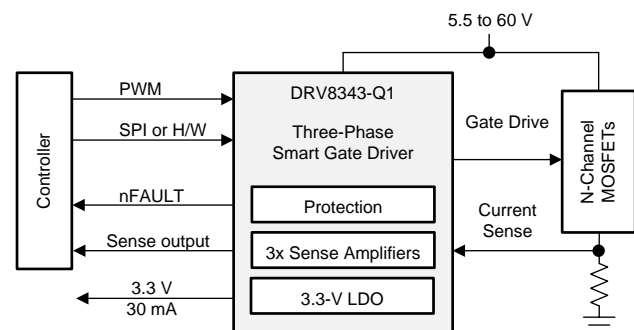 5.5 to 60 V
Controller
PWM
SPI or H/W
nFAULT
Sense output
3.3 V
30 mA
DRV8343-Q1
Three-Phase
Smart Gate Driver
Protection
3x Sense Amplifiers
3.3-V LDO
Gate Drive
Current
Sense
N-Channel
MOSFETs